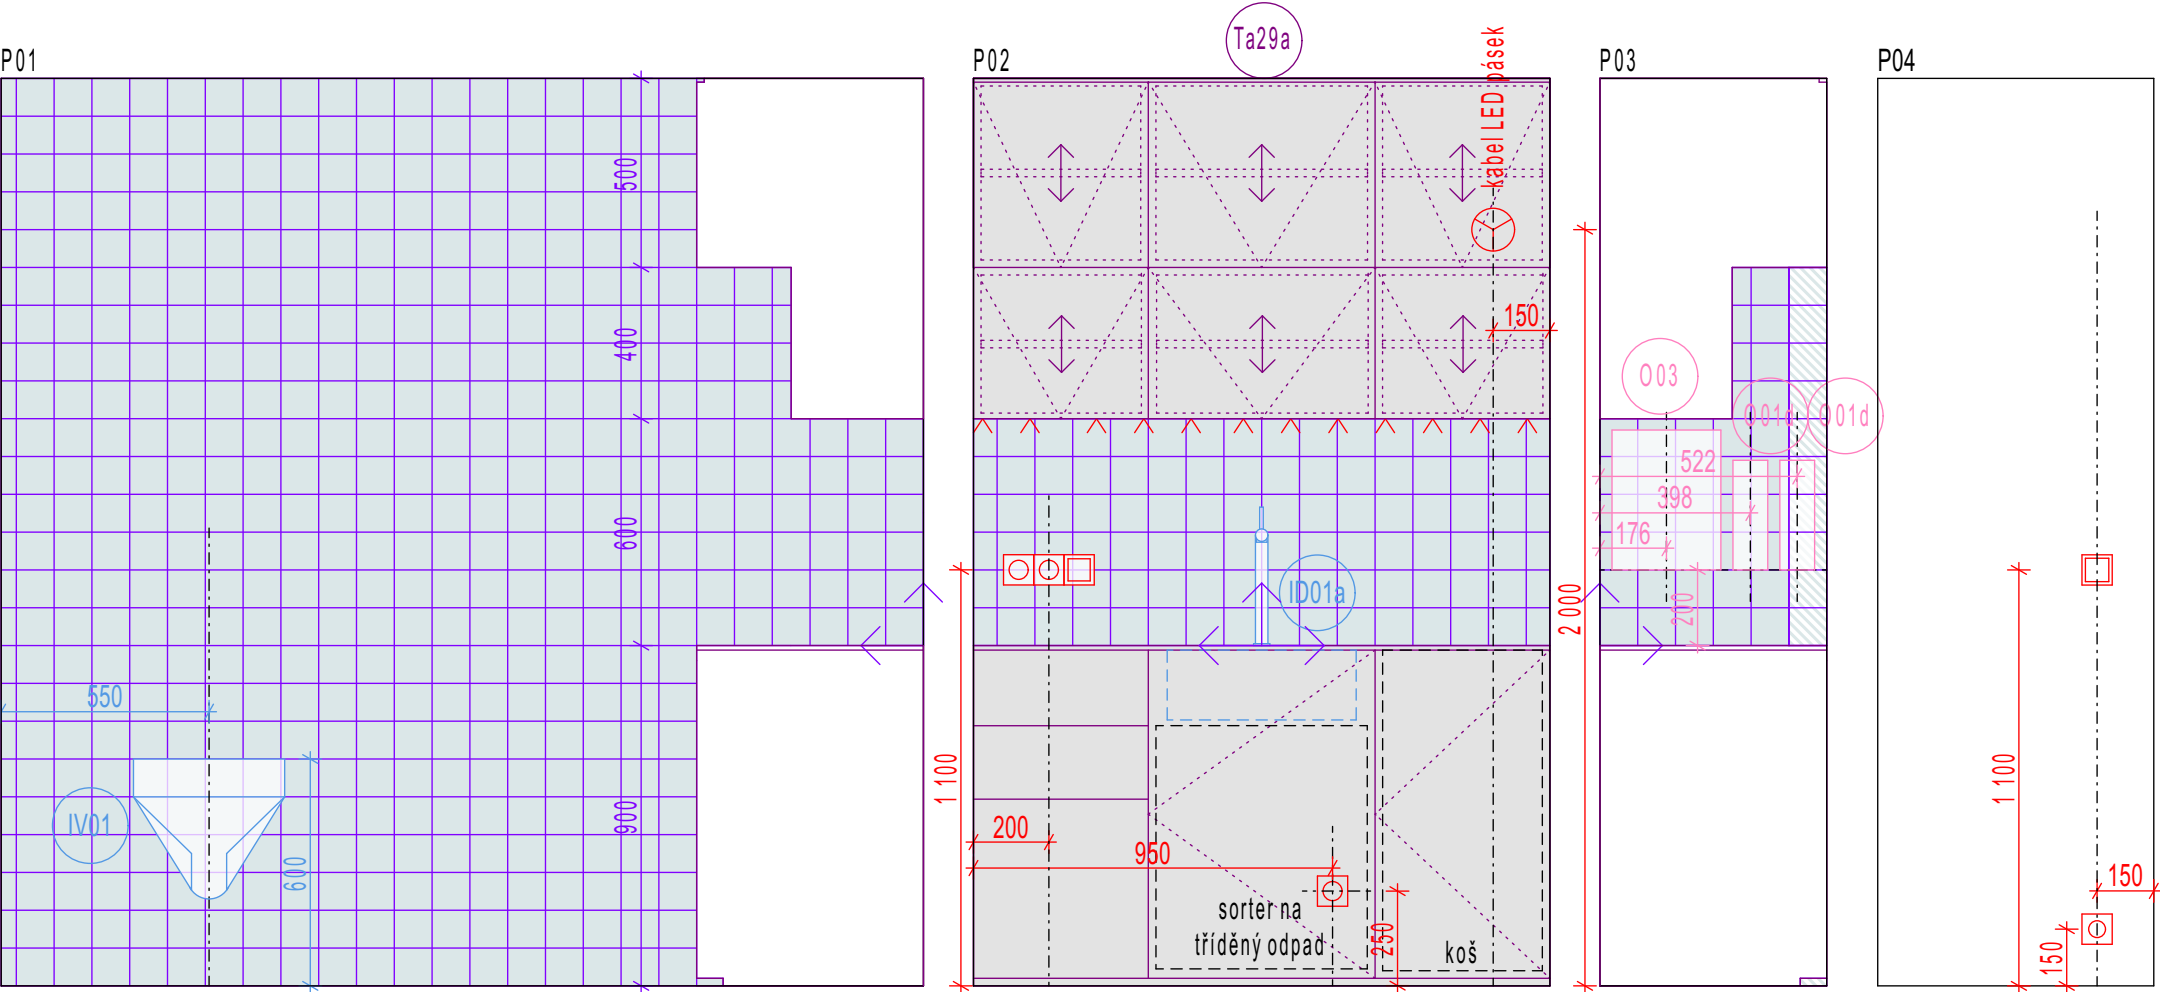 P01
500
400
600
900
550
IV01
600
P02
Ta29a
kabel LED pásek
150
ID01a
1 100
200
950
250
sorter na
tříděný odpad
koš
2 000
P03
O03
O01d
O01d
522
398
176
200
P04
1 100
150
150